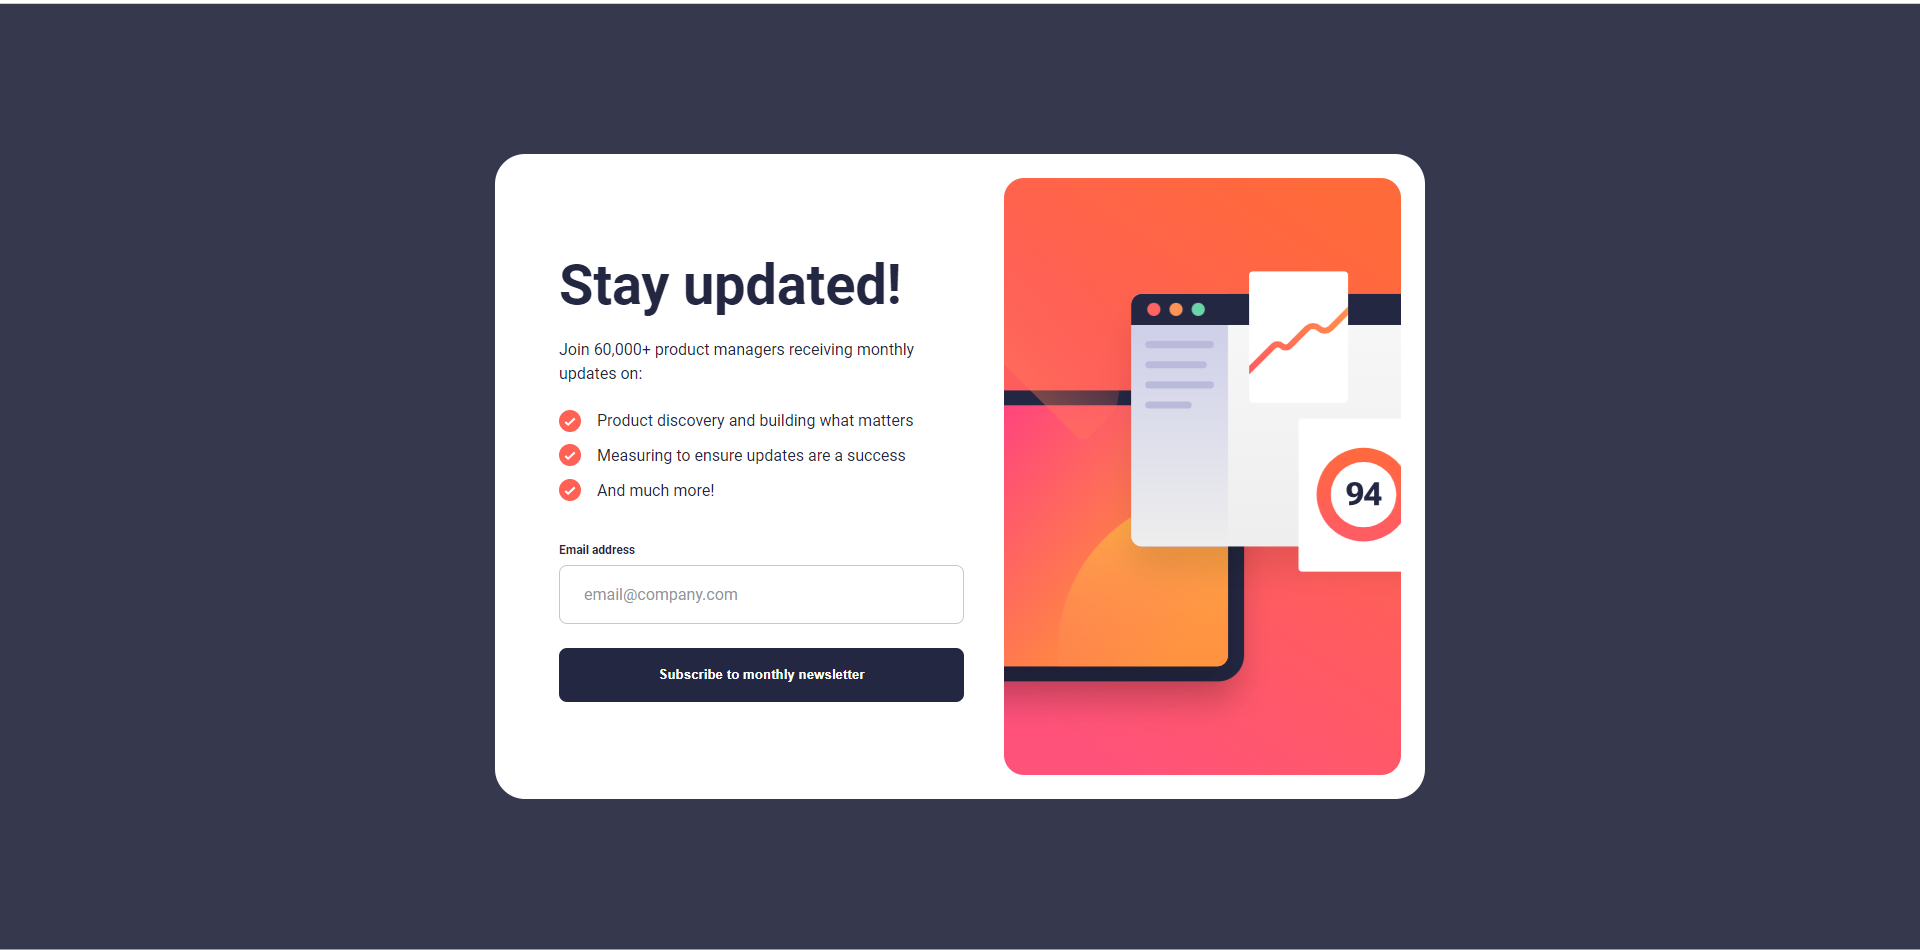 Stay updated!
Join 60,000+ product managers receiving monthly
updates on:
Product discovery and building what matters
Measuring to ensure updates are a success
And much more!
Email address
email@company.com
Subscribe to monthly newsletter
94